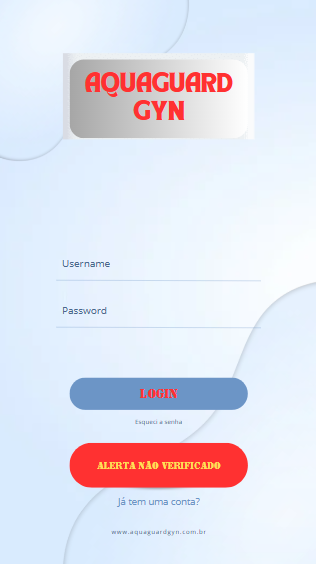 AQUAGUARD
GYN
Username
Password
LOGIN
Esqueci a senha
ALERTA NÃO VERIFICADO
Já tem uma conta?
www.aquaguardgyn.com.br